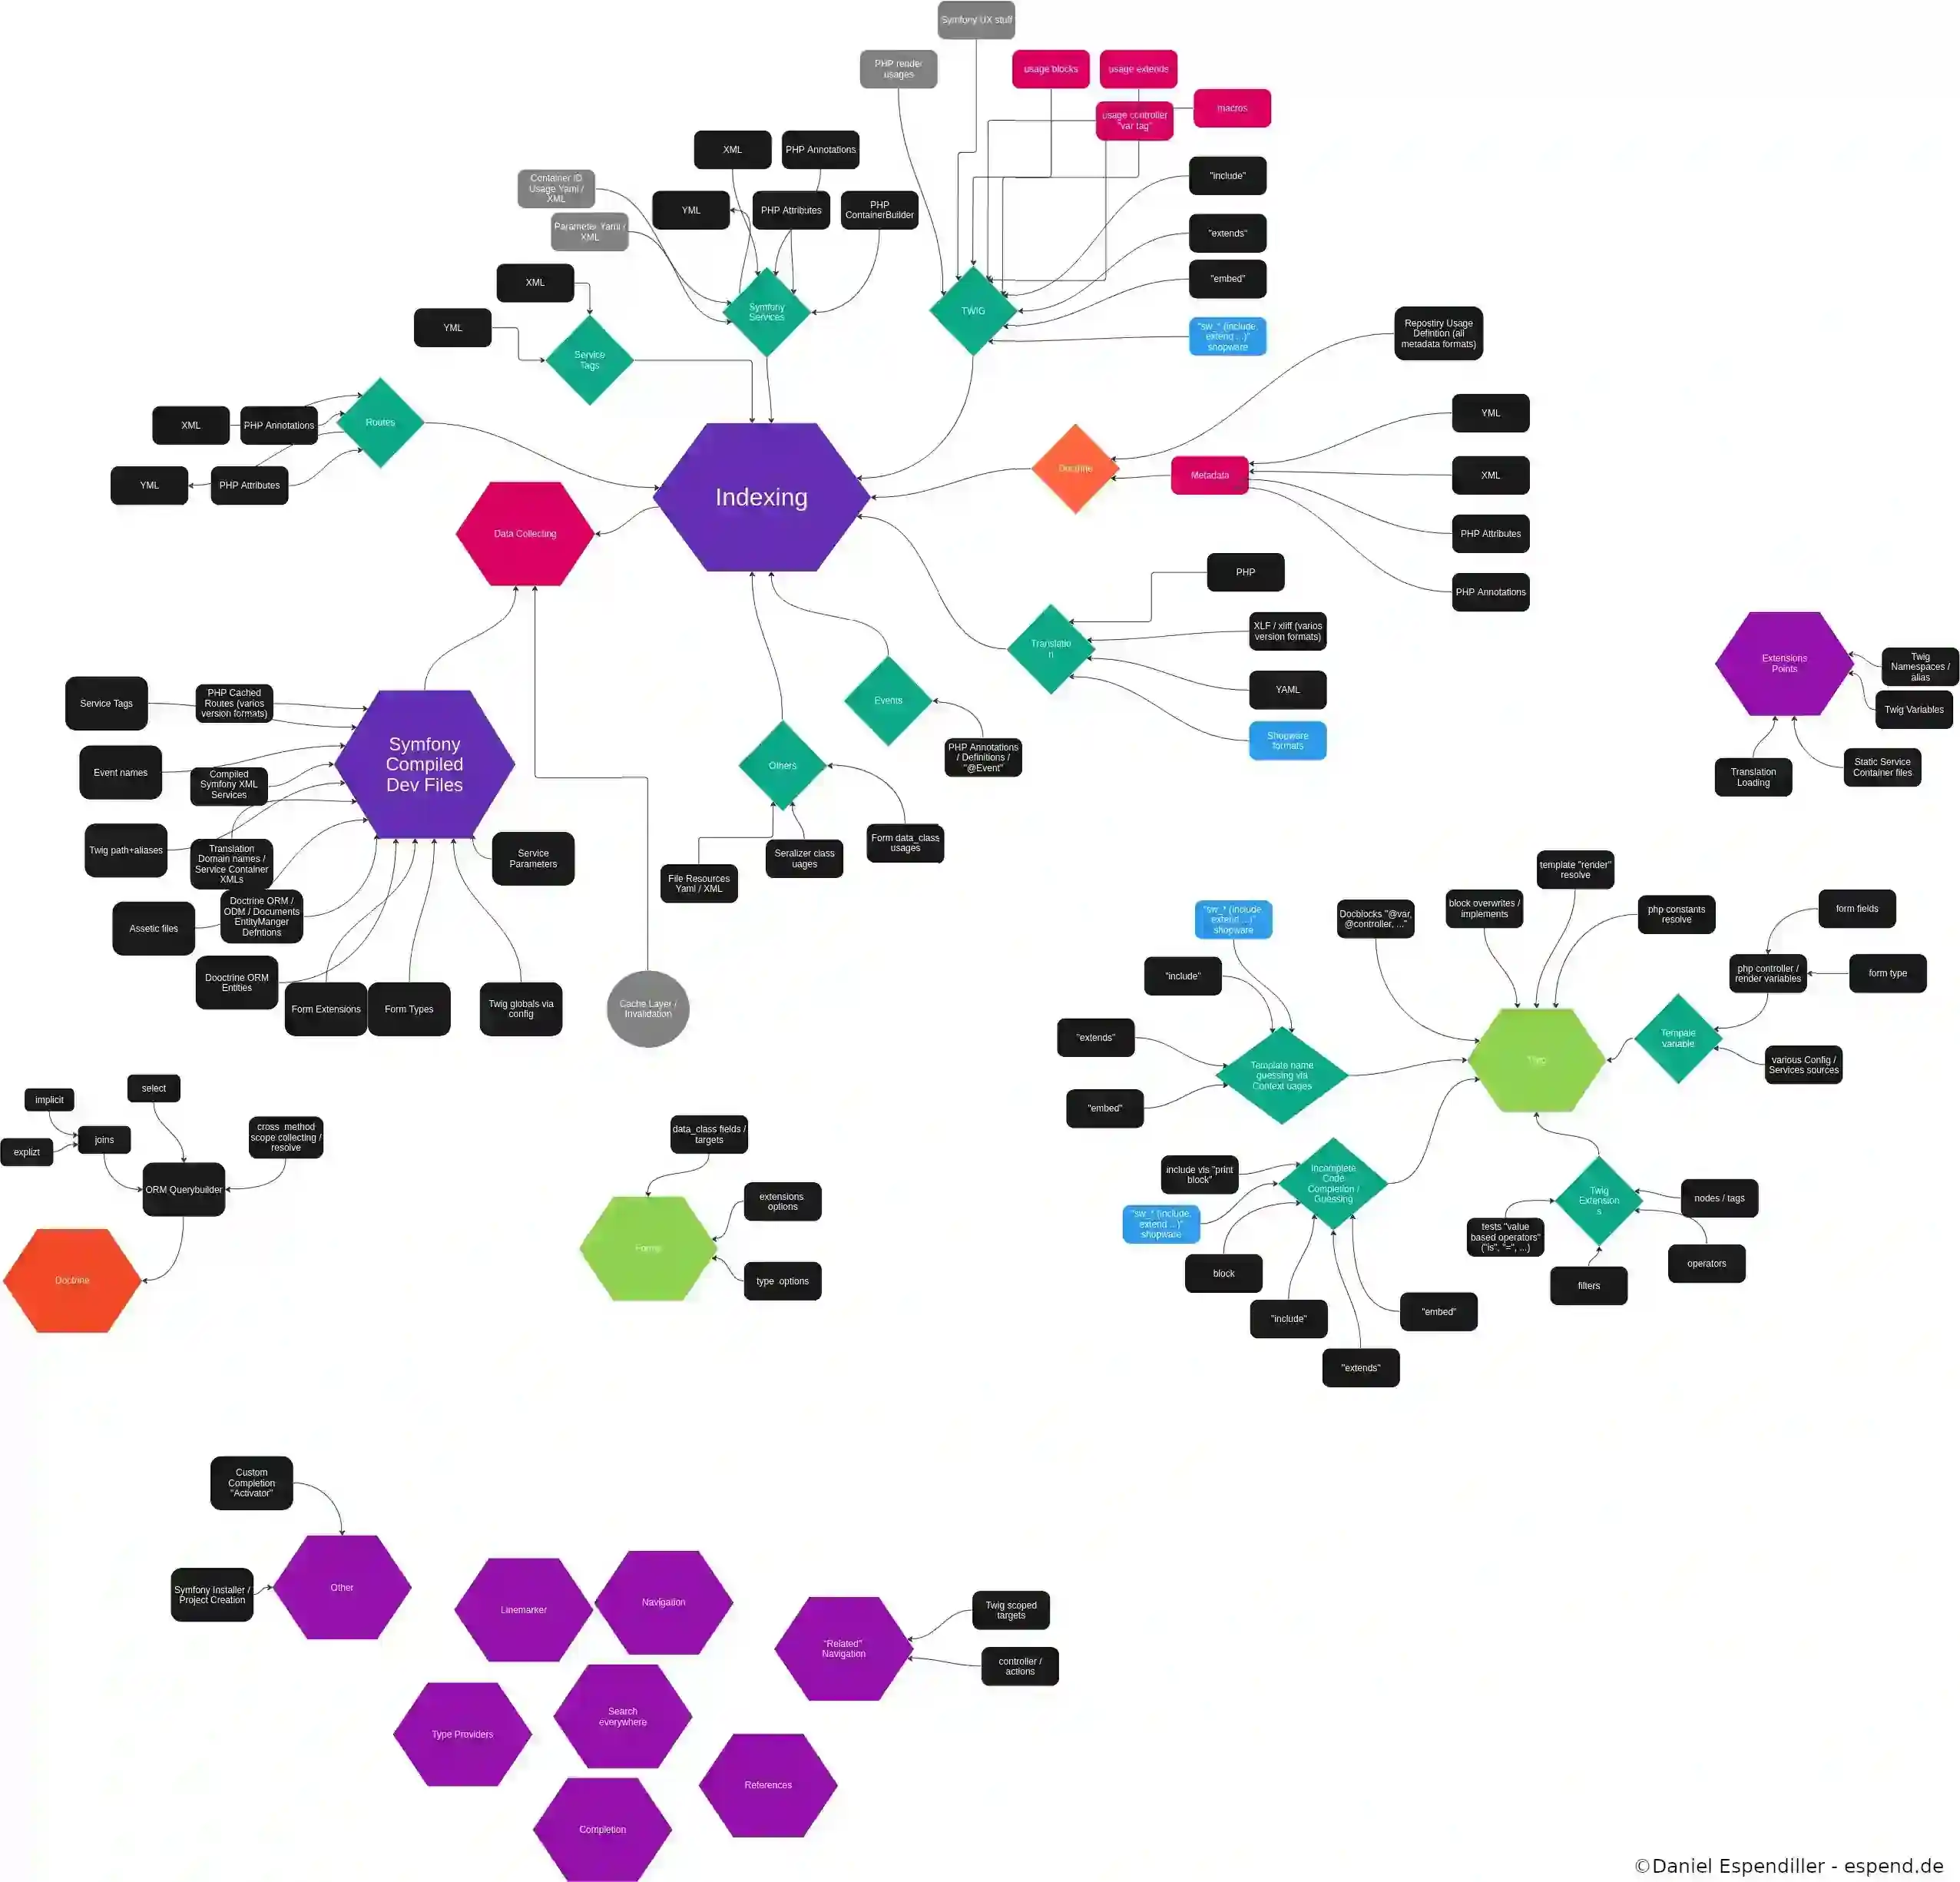 Symfony UX stuff
PHP render
usages
usage blocks
usage extends
usage controller
"var tag"
macros
XML
PHP Annotations
Container ID
Usage Yaml /
XML
YML
PHP Attributes
PHP
ContainerBuilder
Parameter Yaml /
XML
"include"
"extends"
"embed"
XML
YML
Service
Tags
Symfony
Services
TWIG
"sw_* (include,
extend ...)"
shopware
Repostiry Usage
Defintion (all
metadata formats)
XML
PHP Annotations
Routes
YML
PHP Attributes
Indexing
Data Collecting
Doctrine
Metadata
YML
XML
PHP Attributes
PHP Annotations
PHP
Translatio
n
XLF / xliff (varios
version formats)
YAML
Shopware
formats
Extensions
Points
Twig
Namespaces /
alias
Twig Variables
Translation
Loading
Static Service
Container files
Events
PHP Annotations
/ Definitions /
"@Event"
Others
File Resources
Yaml / XML
Seralizer class
uages
Form data_class
usages
Service Tags
PHP Cached
Routes (varios
version formats)
Symfony
Compiled
Dev Files
Event names
Compiled
Symfony XML
Services
Twig path+aliases
Translation
Domain names /
Service Container
XMLs
Service
Parameters
Assetic files
Doctrine ORM /
ODM / Documents
EntityManger
Defntions
Dooctrine ORM
Entities
Form Extensions
Form Types
Twig globals via
config
Cache Layer /
Invalidation
"sw_* (include,
extend ...)"
shopware
"include"
"extends"
"embed"
Template name
guessing via
Context uages
Docblocks "@var,
@controller, ..."
block overwrites /
implements
template "render"
resolve
php constants
resolve
form fields
php controller /
render variables
form type
Tempale
variable
various Config /
Services sources
include vis "print
block"
"sw_* (include,
extend ...)"
shopware
Incomplete
Code
Completion /
Guessing
block
"include"
"extends"
"embed"
Twig
Extension
s
tests "value
based operators"
("is", "=", ...)
filters
nodes / tags
operators
implicit
select
explizt
joins
cross method
scope collecting /
resolve
ORM Querybuilder
Doctrine
data_class fields /
targets
extensions
options
Forms
type options
Custom
Completion
"Activator"
Symfony Installer /
Project Creation
Other
Linemarker
Navigation
"Related"
Navigation
Twig scoped
targets
controller /
actions
Type Providers
Search
everywhere
References
Completion
©Daniel Espendiller - espend.de